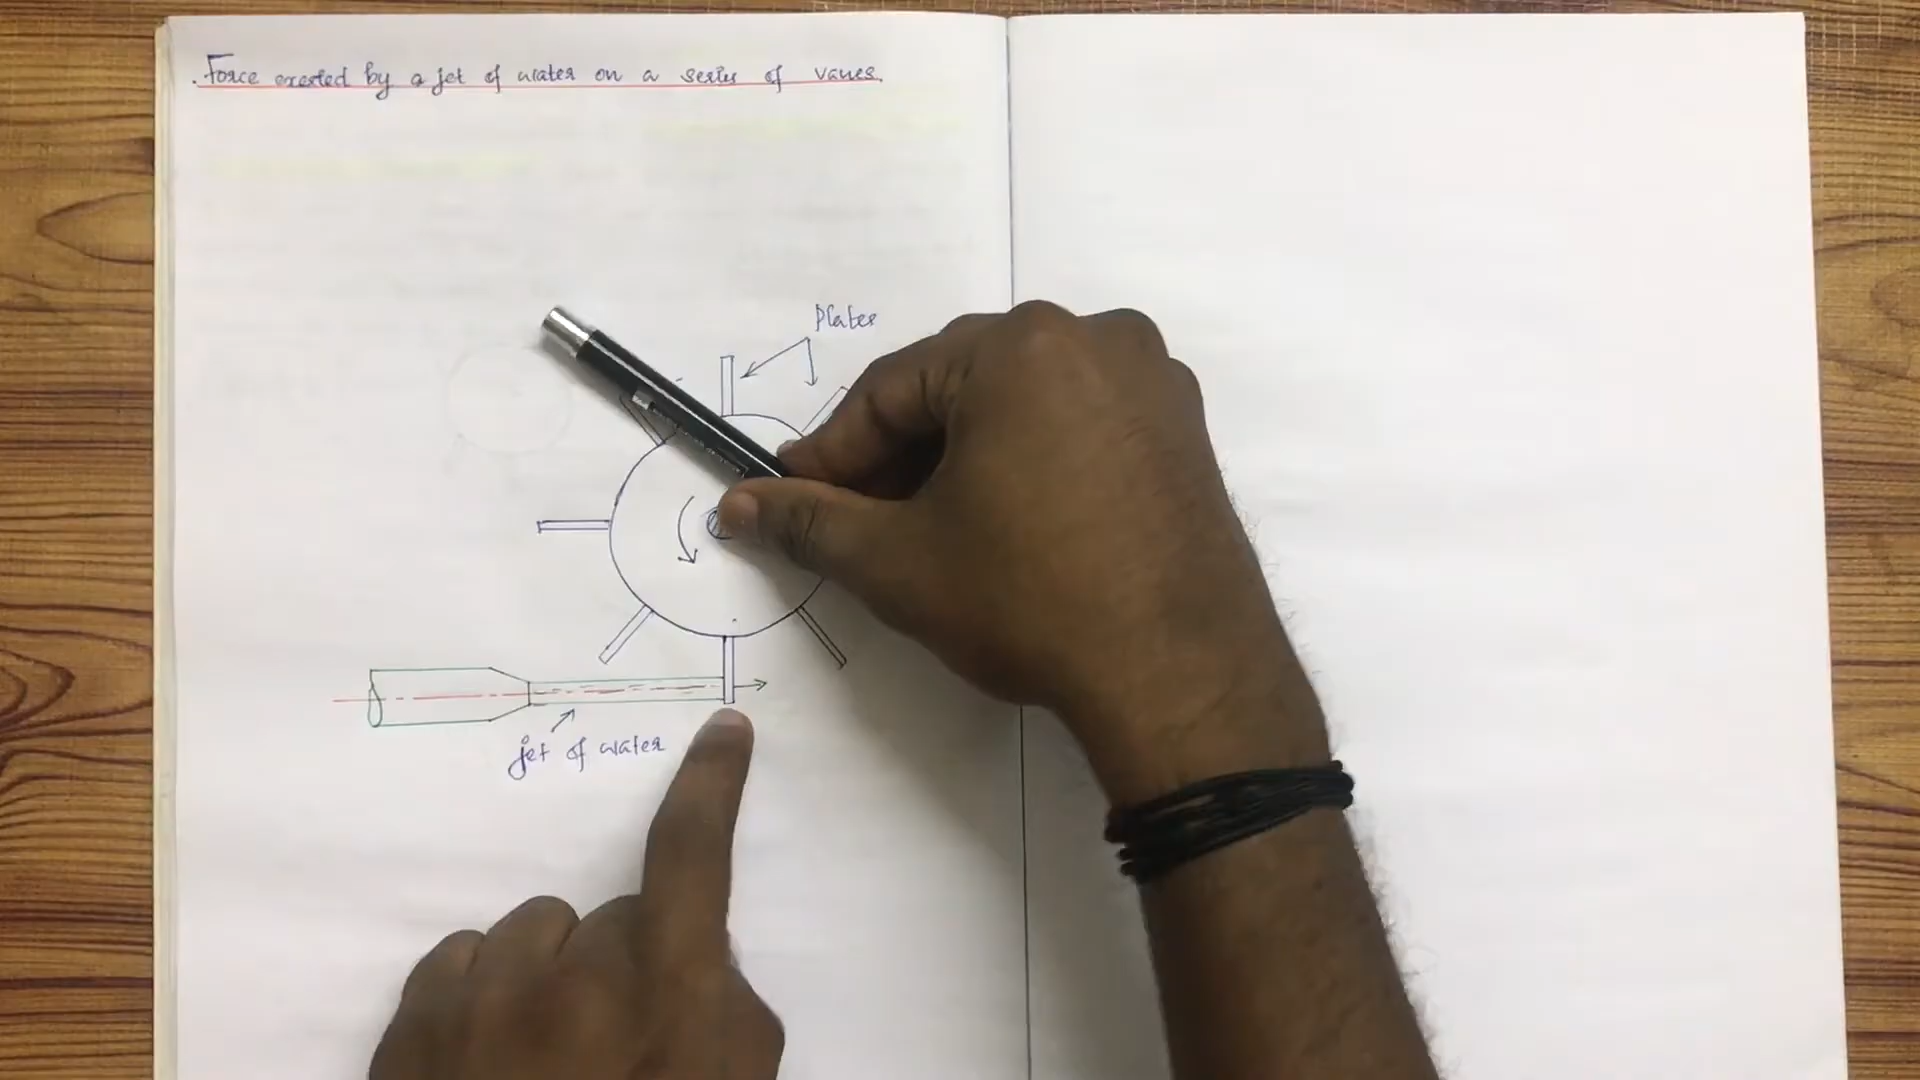 . Force exerted by a jet of water on a series of vanes.
Plates
jet of water